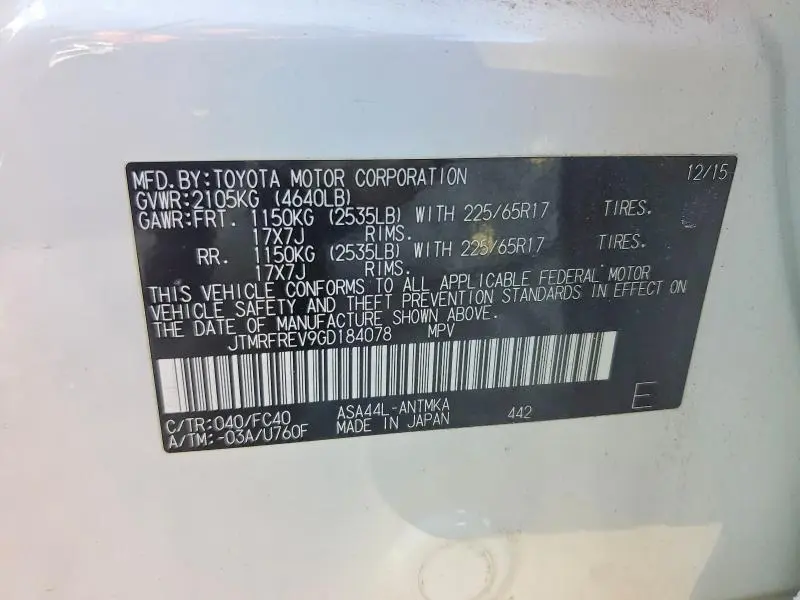 MFD.BY:TOYOTA MOTOR CORPORATION 12/15
GVWR:2105KG (4640LB)
GAWR:FRT. 1150KG (2535LB) WITH 225/65R17 TIRES.
17X7J RIMS.
RR. 1150KG (2535LB) WITH 225/65R17 TIRES.
17X7J RIMS.
THIS VEHICLE CONFORMS TO ALL APPLICABLE FEDERAL MOTOR
VEHICLE SAFETY AND THEFT PREVENTION STANDARDS IN EFFECT ON
THE DATE OF MANUFACTURE SHOWN ABOVE.
JTMRFREV9GD184078 MPV
C/TR:040/FC40 ASA44L-ANTMKA 442 E
A/TM:-03A/U760F MADE IN JAPAN